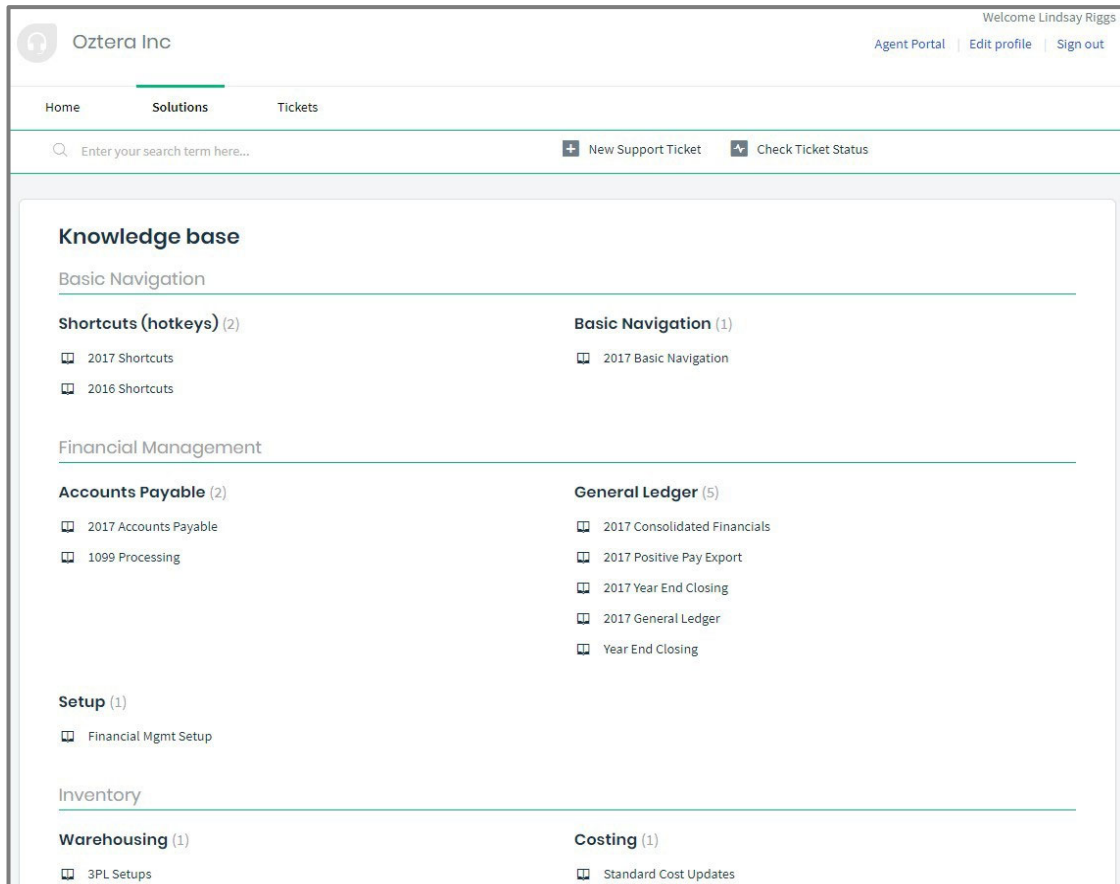 Welcome Lindsay Riggs
Oztera Inc
Agent Portal Edit profile Sign out
Home Solutions Tickets
Enter your search term here...
New Support Ticket Check Ticket Status
Knowledge base
Basic Navigation
Shortcuts (hotkeys) (2)
2017 Shortcuts
2016 Shortcuts
Basic Navigation (1)
2017 Basic Navigation
Financial Management
Accounts Payable (2)
2017 Accounts Payable
1099 Processing
General Ledger (5)
2017 Consolidated Financials
2017 Positive Pay Export
2017 Year End Closing
2017 General Ledger
Year End Closing
Setup (1)
Financial Mgmt Setup
Inventory
Warehousing (1)
3PL Setups
Costing (1)
Standard Cost Updates